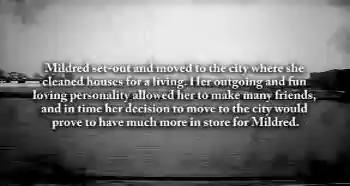 Mildred set-out and moved to the city where she
cleaned houses for a living. Her outgoing and fun
loving personality allowed her to make many friends,
and in time her decision to move to the city would
prove to have much more in store for Mildred.